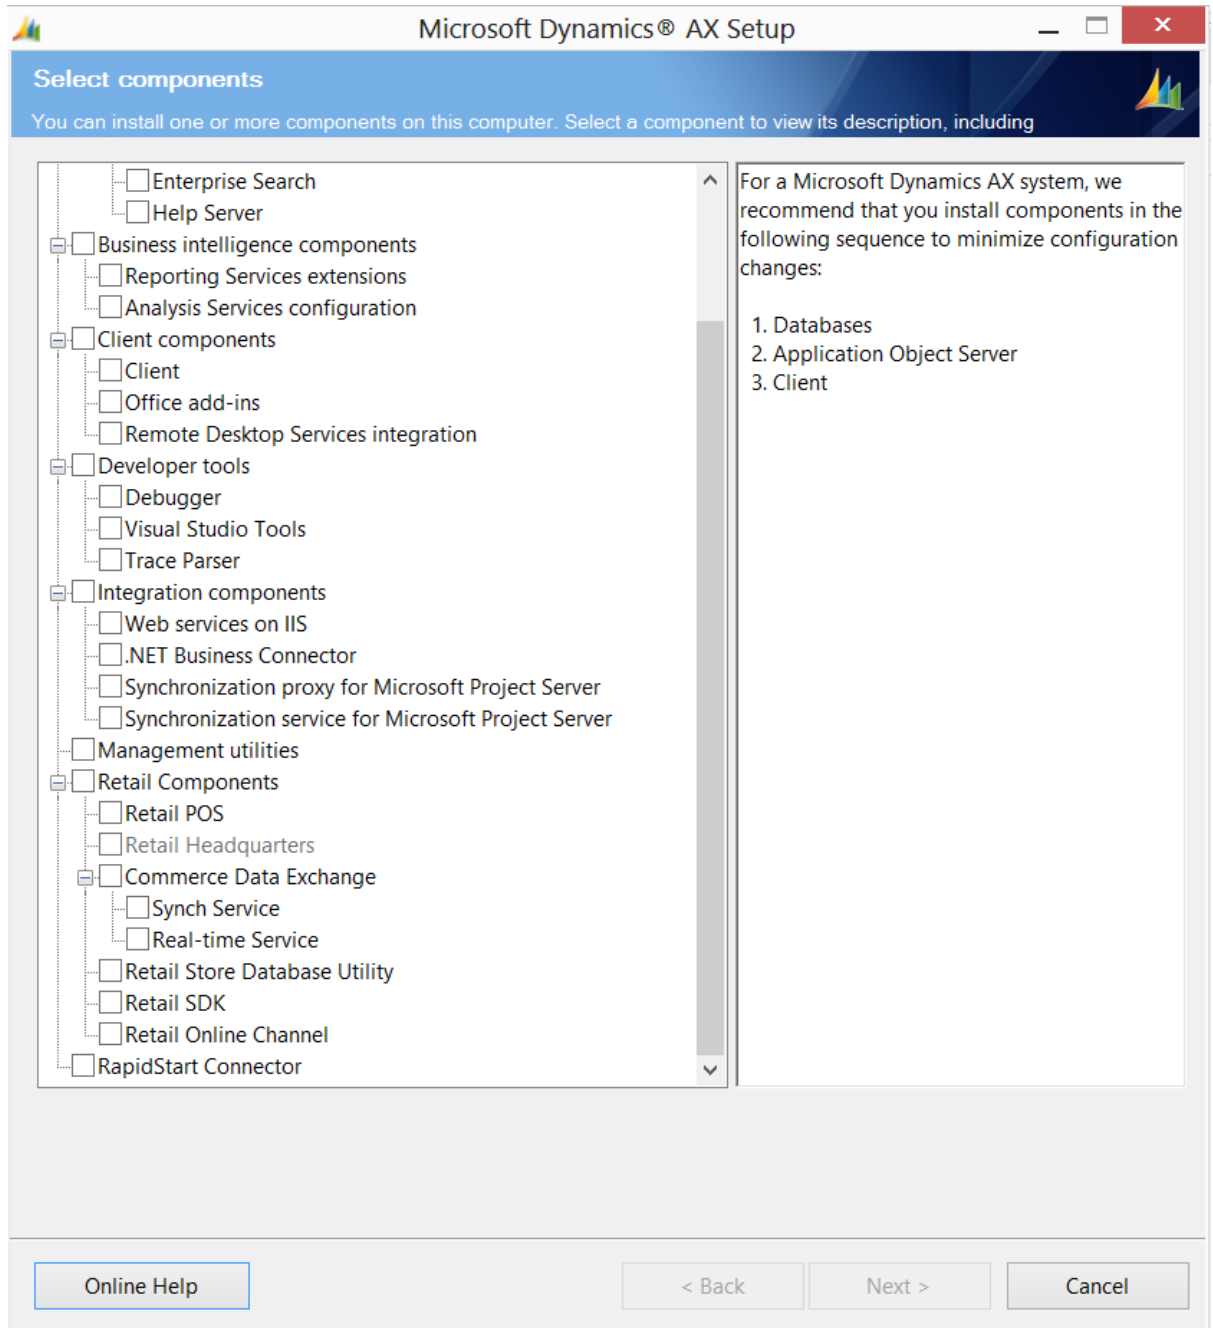 Microsoft Dynamics® AX Setup
Select components
You can install one or more components on this computer. Select a component to view its description, including
Enterprise Search
Help Server
Business intelligence components
Reporting Services extensions
Analysis Services configuration
Client components
Client
Office add-ins
Remote Desktop Services integration
Developer tools
Debugger
Visual Studio Tools
Trace Parser
Integration components
Web services on IIS
.NET Business Connector
Synchronization proxy for Microsoft Project Server
Synchronization service for Microsoft Project Server
Management utilities
Retail Components
Retail POS
Retail Headquarters
Commerce Data Exchange
Synch Service
Real-time Service
Retail Store Database Utility
Retail SDK
Retail Online Channel
RapidStart Connector
For a Microsoft Dynamics AX system, we
recommend that you install components in the
following sequence to minimize configuration
changes:
1. Databases
2. Application Object Server
3. Client
Online Help
< Back
Next >
Cancel